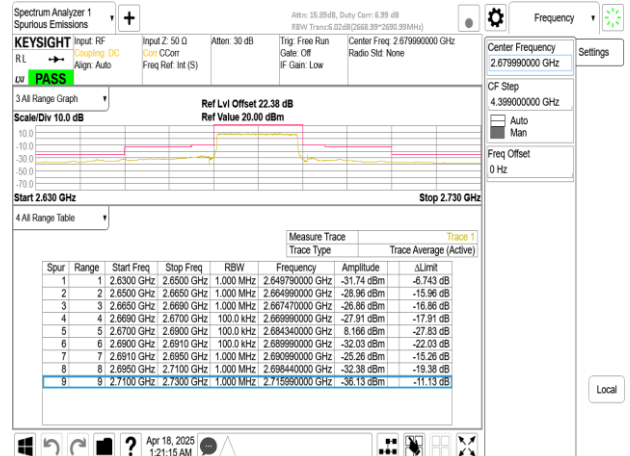 Spectrum Analyzer 1
Spurious Emissions
Attn: 15.39dB, Duty Corr: 6.99 dB
RBW Trans:6.02dB(2668.99~2690.99MHz)
Frequency
KEYSIGHT Input: RF Input Z: 50 Ω Atten: 30 dB Trig: Free Run Center Freq: 2.679990000 GHz
RL Coupling: DC Corr CCorr Gate: Off Radio Std: None
Align: Auto Freq Ref: Int (S) IF Gain: Low
LXI PASS
Center Frequency
2.679990000 GHz
Settings
CF Step
4.399000000 GHz
Auto
Man
Freq Offset
0 Hz
3 All Range Graph
Ref Lvl Offset 22.38 dB
Scale/Div 10.0 dB Ref Value 20.00 dBm
10.0
-10.0
-30.0
-50.0
-70.0
Start 2.630 GHz Stop 2.730 GHz
4 All Range Table
Measure Trace Trace 1
Trace Type Trace Average (Active)
Spur Range Start Freq Stop Freq RBW Frequency Amplitude ΔLimit
1 1 2.6300 GHz 2.6500 GHz 1.000 MHz 2.649790000 GHz -31.74 dBm -6.743 dB
2 2 2.6500 GHz 2.6650 GHz 1.000 MHz 2.664990000 GHz -28.96 dBm -15.96 dB
3 3 2.6650 GHz 2.6690 GHz 1.000 MHz 2.667470000 GHz -26.86 dBm -16.86 dB
4 4 2.6690 GHz 2.6700 GHz 100.0 kHz 2.669990000 GHz -27.91 dBm -17.91 dB
5 5 2.6700 GHz 2.6900 GHz 100.0 kHz 2.684340000 GHz 8.166 dBm -27.83 dB
6 6 2.6900 GHz 2.6910 GHz 100.0 kHz 2.689990000 GHz -32.03 dBm -22.03 dB
7 7 2.6910 GHz 2.6950 GHz 1.000 MHz 2.690990000 GHz -25.26 dBm -15.26 dB
8 8 2.6950 GHz 2.7100 GHz 1.000 MHz 2.698440000 GHz -32.38 dBm -19.38 dB
9 9 2.7100 GHz 2.7300 GHz 1.000 MHz 2.715990000 GHz -36.13 dBm -11.13 dB
Local
Apr 18, 2025
1:21:15 AM